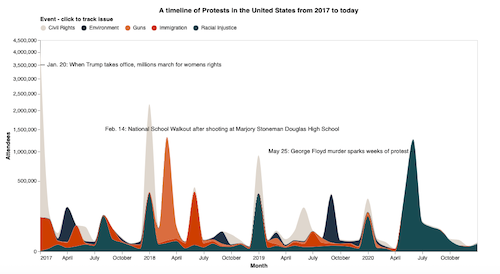 A timeline of Protests in the United States from 2017 to today
Event - click to track issue
Civil Rights Environment Guns Immigration Racial Injustice
4,500,000
4,000,000
3,500,000
3,000,000
2,500,000
2,000,000
1,500,000
1,000,000
500,000
0
Attendees
Jan. 20: When Trump takes office, millions march for womens rights
Feb. 14: National School Walkout after shooting at Marjory Stoneman Douglas High School
May 25: George Floyd murder sparks weeks of protest
2017 April July October 2018 April July October 2019 April July October 2020 April July October
Month